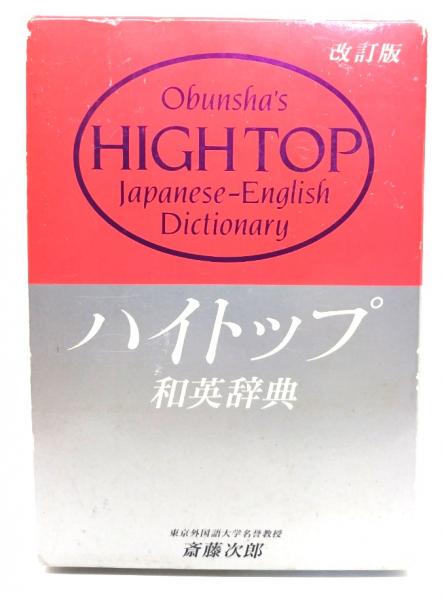 改訂版
Obunsha's
HIGH TOP
Japanese-English
Dictionary
ハイトップ
和英辞典
東京外国語大学名誉教授
斎藤次郎